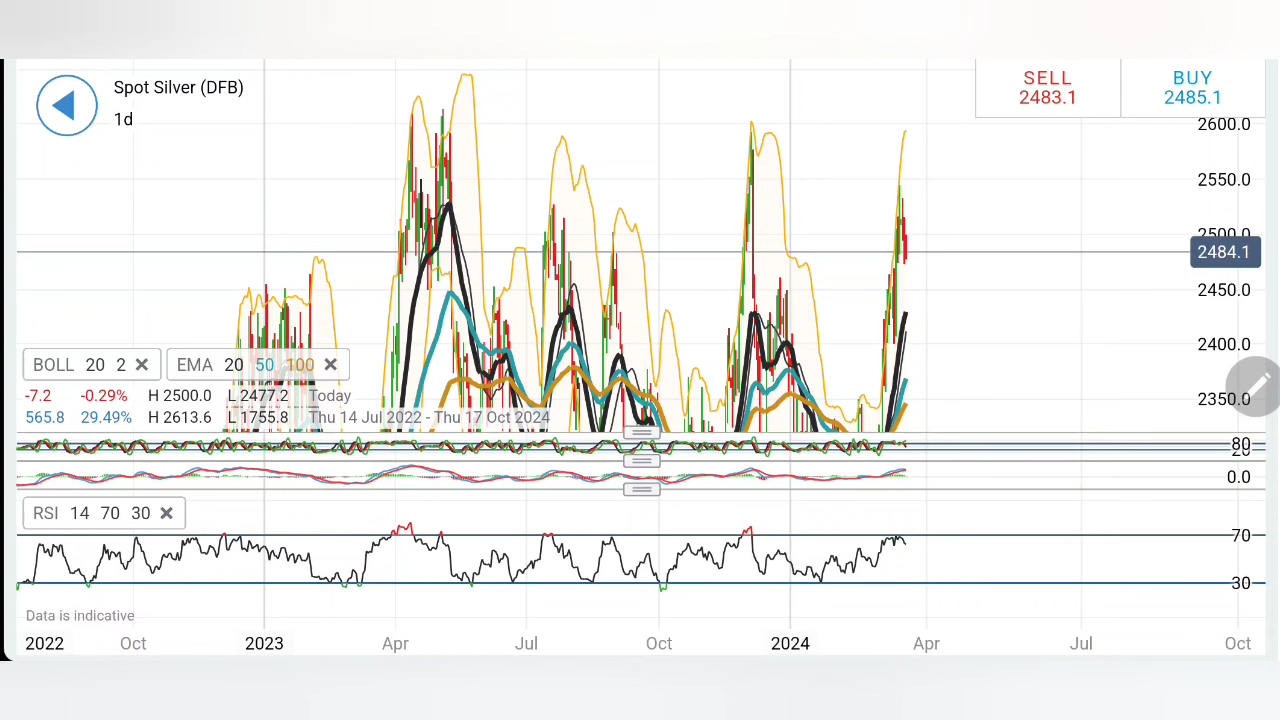 Spot Silver (DFB)
1d
SELL
2483.1
BUY
2485.1
2600.0
2550.0
2500.0
2484.1
2450.0
2400.0
2350.0
BOLL 20 2
EMA 20 50 100
-7.2 -0.29% H 2500.0 L 2477.2 Today
565.8 29.49% H 2613.6 L 1755.8 Thu 14 Jul 2022 - Thu 17 Oct 2024
80
20
0.0
RSI 14 70 30
70
30
Data is indicative
2022 Oct 2023 Apr Jul Oct 2024 Apr Jul Oct